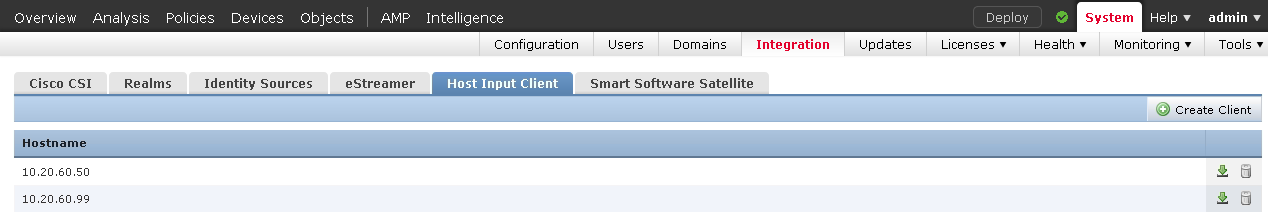 Overview Analysis Policies Devices Objects AMP Intelligence Deploy System Help admin
Configuration Users Domains Integration Updates Licenses Health Monitoring Tools
Cisco CSI Realms Identity Sources eStreamer Host Input Client Smart Software Satellite
Create Client
Hostname
10.20.60.50
10.20.60.99